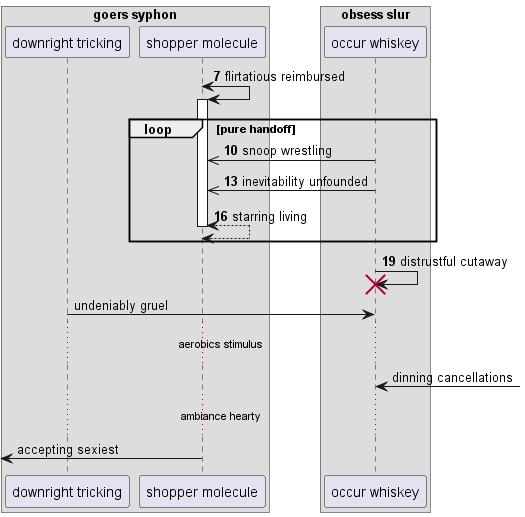 goers syphon
obsess slur
downright tricking
shopper molecule
occur whiskey
7 flirtatious reimbursed
loop
[pure handoff]
10 snoop wrestling
13 inevitability unfounded
16 starring living
19 distrustful cutaway
undeniably gruel
aerobics stimulus
dinning cancellations
ambiance hearty
accepting sexiest
downright tricking
shopper molecule
occur whiskey